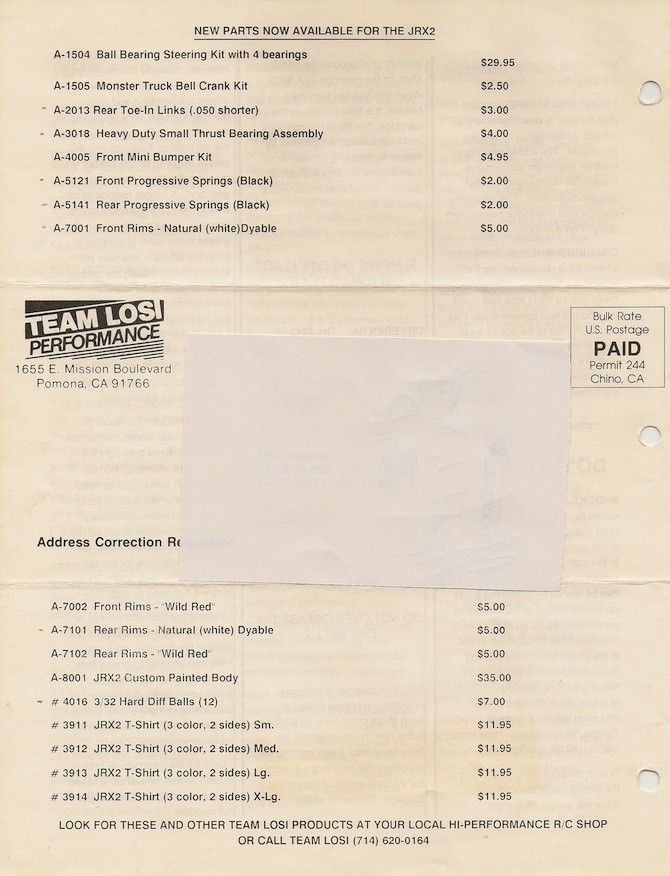 NEW PARTS NOW AVAILABLE FOR THE JRX2
A-1504 Ball Bearing Steering Kit with 4 bearings $29.95
A-1505 Monster Truck Bell Crank Kit $2.50
- A-2013 Rear Toe-In Links (.050 shorter) $3.00
- A-3018 Heavy Duty Small Thrust Bearing Assembly $4.00
A-4005 Front Mini Bumper Kit $4.95
- A-5121 Front Progressive Springs (Black) $2.00
- A-5141 Rear Progressive Springs (Black) $2.00
- A-7001 Front Rims - Natural (white)Dyable $5.00
TEAM LOSI
PERFORMANCE
1655 E. Mission Boulevard
Pomona, CA 91766
Bulk Rate
U.S. Postage
PAID
Permit 244
Chino, CA
Address Correction Re
A-7002 Front Rims - "Wild Red" $5.00
- A-7101 Rear Rims - Natural (white) Dyable $5.00
A-7102 Rear Rims - "Wild Red" $5.00
A-8001 JRX2 Custom Painted Body $35.00
- # 4016 3/32 Hard Diff Balls (12) $7.00
# 3911 JRX2 T-Shirt (3 color, 2 sides) Sm. $11.95
# 3912 JRX2 T-Shirt (3 color, 2 sides) Med. $11.95
# 3913 JRX2 T-Shirt (3 color, 2 sides) Lg. $11.95
# 3914 JRX2 T-Shirt (3 color, 2 sides) X-Lg. $11.95
LOOK FOR THESE AND OTHER TEAM LOSI PRODUCTS AT YOUR LOCAL HI-PERFORMANCE R/C SHOP
OR CALL TEAM LOSI (714) 620-0164